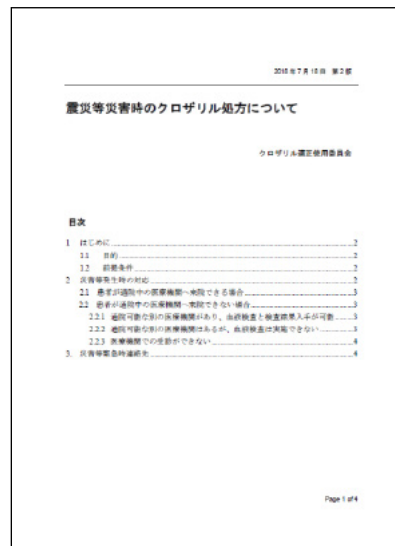 2018年7月18日 第2版
震災等災害時のクロザリル処方について
クロザリル適正使用委員会
目次
1 はじめに 2
1.1 目的 2
1.2 前提条件 2
2 災害等発生時の対応 2
2.1 患者が通院中の医療機関へ来院できる場合 3
2.2 患者が通院中の医療機関へ来院できない場合 3
2.2.1 通院可能な別の医療機関があり、血液検査と検査結果入手が可能 3
2.2.2 通院可能な別の医療機関はあるが、血液検査は実施できない 3
2.2.3 医療機関での受診ができない 4
3. 災害等緊急時連絡先 4
Page 1 of 4